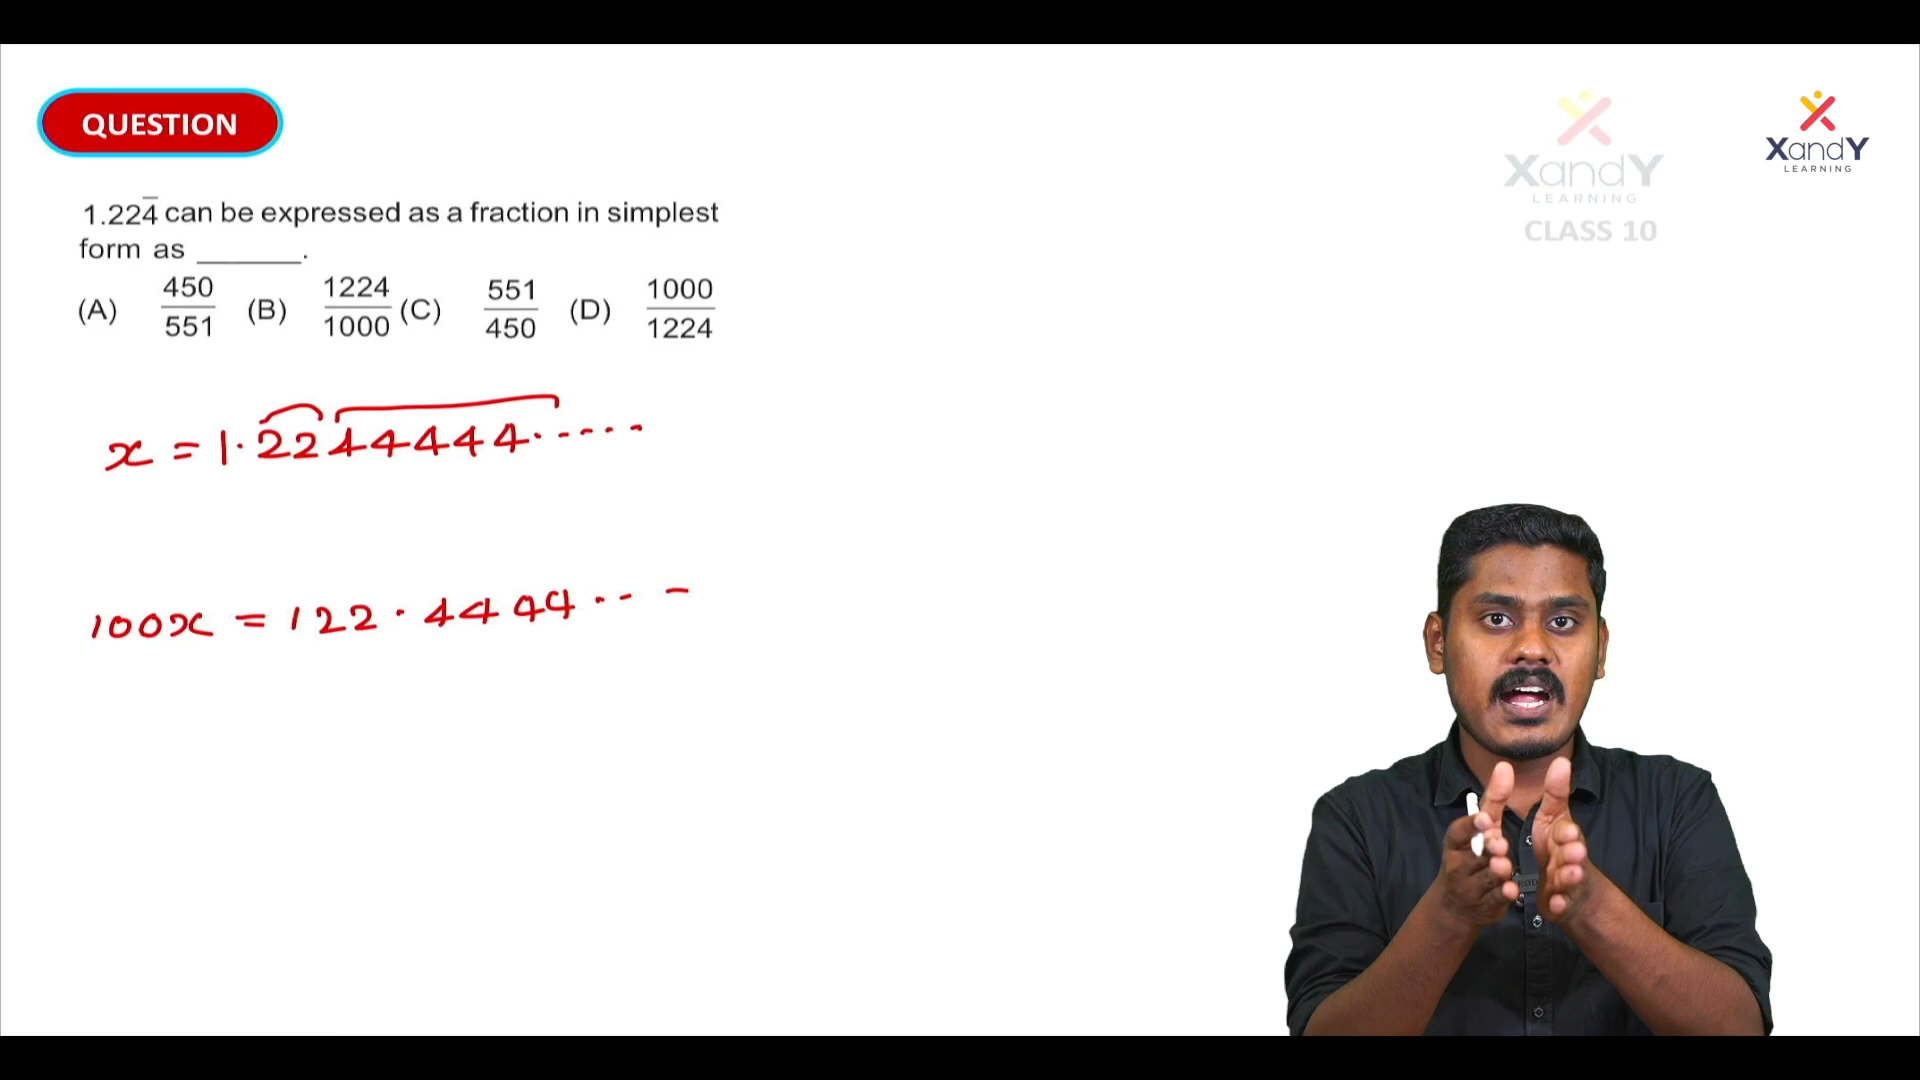 QUESTION
XandY
LEARNING
CLASS 10
XandY
LEARNING
1.224̅ can be expressed as a fraction in simplest
form as _______.
(A) 450/551 (B) 1224/1000 (C) 551/450 (D) 1000/1224
x = 1.2244444.....
100x = 122.4444... -